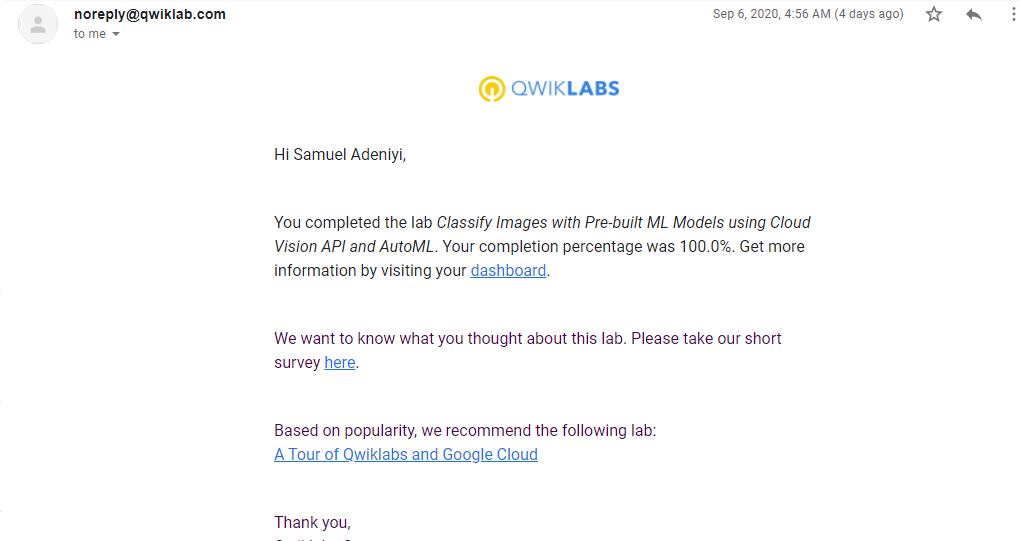 noreply@qwiklab.com
Sep 6, 2020, 4:56 AM (4 days ago)
to me
QWIKLABS
Hi Samuel Adeniyi,
You completed the lab Classify Images with Pre-built ML Models using Cloud
Vision API and AutoML. Your completion percentage was 100.0%. Get more
information by visiting your dashboard.
We want to know what you thought about this lab. Please take our short
survey here.
Based on popularity, we recommend the following lab:
A Tour of Qwiklabs and Google Cloud
Thank you,